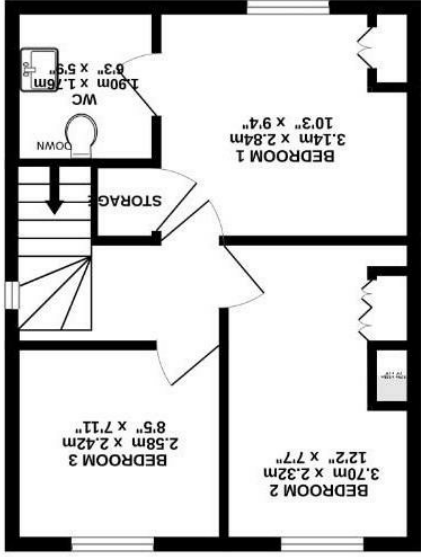 BEDROOM 2
3.70m x 2.32m
12'2" x 7'7"
BEDROOM 3
2.58m x 2.42m
8'5" x 7'11"
STORAGE
DOWN
BEDROOM 1
3.14m x 2.84m
10'3" x 9'4"
WC
1.90m x 1.76m
6'3" x 5'9"